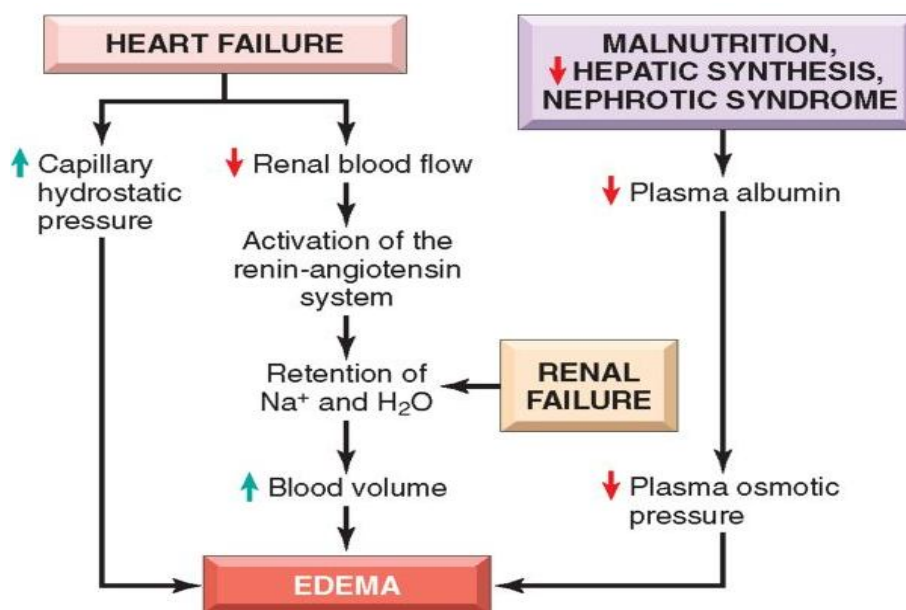 HEART FAILURE
↑ Capillary
hydrostatic
pressure
↓ Renal blood flow
Activation of the
renin-angiotensin
system
Retention of
Na⁺ and H₂O
↑ Blood volume
RENAL
FAILURE
MALNUTRITION,
↓ HEPATIC SYNTHESIS,
NEPHROTIC SYNDROME
↓ Plasma albumin
↓ Plasma osmotic
pressure
EDEMA